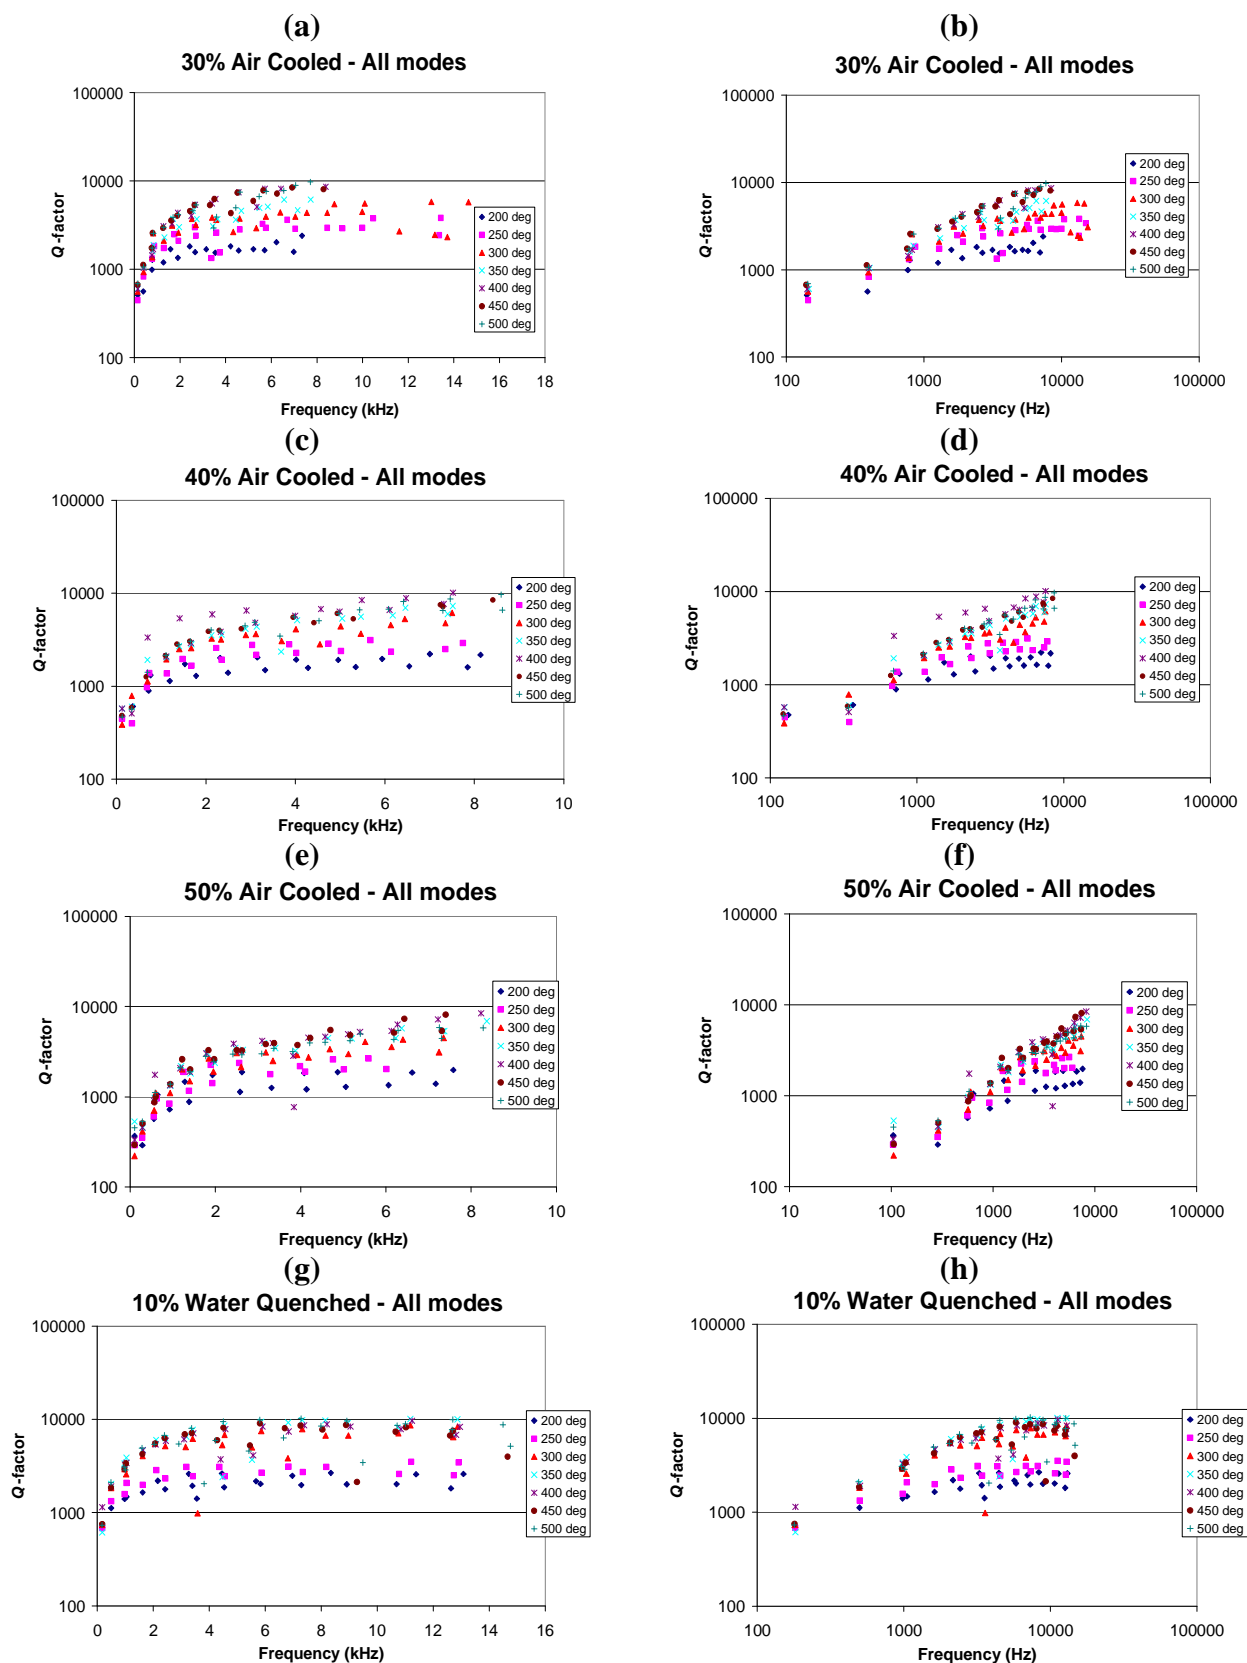 (a)
30% Air Cooled - All modes
100000
10000
1000
100
Q-factor
0 2 4 6 8 10 12 14 16 18
Frequency (kHz)
200 deg
250 deg
300 deg
350 deg
400 deg
450 deg
500 deg
(b)
30% Air Cooled - All modes
100000
10000
1000
100
Q-factor
100 1000 10000 100000
Frequency (Hz)
200 deg
250 deg
300 deg
350 deg
400 deg
450 deg
500 deg
(c)
40% Air Cooled - All modes
100000
10000
1000
100
Q-factor
0 2 4 6 8 10
Frequency (kHz)
200 deg
250 deg
300 deg
350 deg
400 deg
450 deg
500 deg
(d)
40% Air Cooled - All modes
100000
10000
1000
100
Q-factor
100 1000 10000 100000
Frequency (Hz)
200 deg
250 deg
300 deg
350 deg
400 deg
450 deg
500 deg
(e)
50% Air Cooled - All modes
100000
10000
1000
100
Q-factor
0 2 4 6 8 10
Frequency (kHz)
200 deg
250 deg
300 deg
350 deg
400 deg
450 deg
500 deg
(f)
50% Air Cooled - All modes
100000
10000
1000
100
Q-factor
10 100 1000 10000 100000
Frequency (Hz)
200 deg
250 deg
300 deg
350 deg
400 deg
450 deg
500 deg
(g)
10% Water Quenched - All modes
100000
10000
1000
100
Q-factor
0 2 4 6 8 10 12 14 16
Frequency (kHz)
200 deg
250 deg
300 deg
350 deg
400 deg
450 deg
500 deg
(h)
10% Water Quenched - All modes
100000
10000
1000
100
Q-factor
100 1000 10000 100000
Frequency (Hz)
200 deg
250 deg
300 deg
350 deg
400 deg
450 deg
500 deg